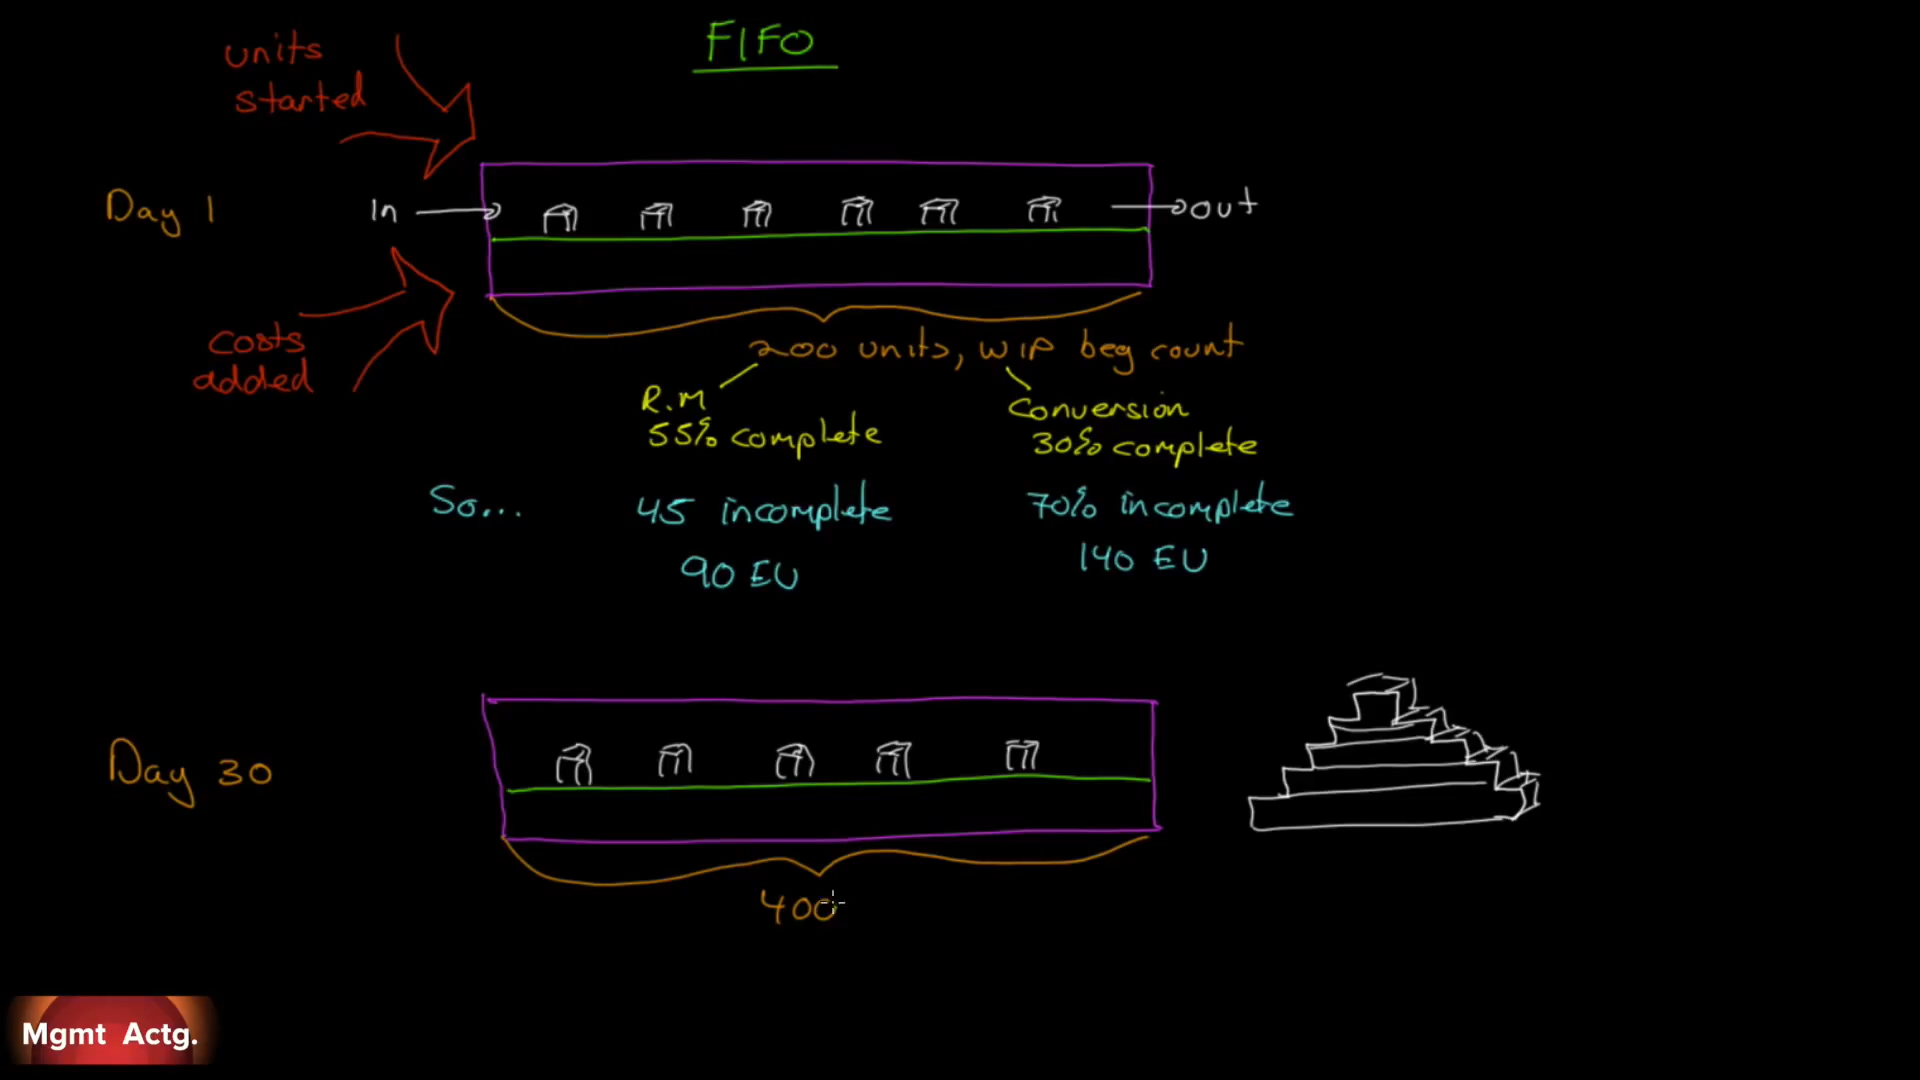 FIFO
units
started
Day 1
In
out
costs
added
200 units, WIP beg count
R.M
55% complete
Conversion
30% complete
So...
45 incomplete
70% incomplete
90 EU
140 EU
Day 30
400
Mgmt Actg.